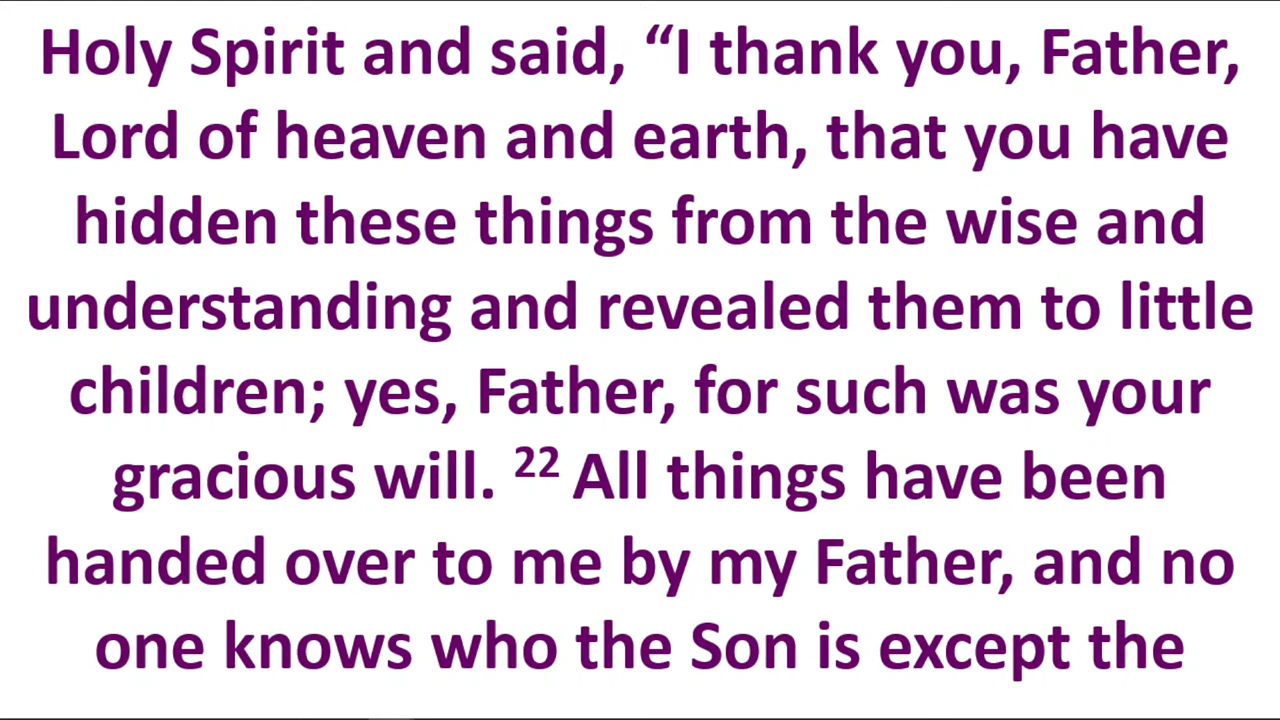 Holy Spirit and said, “I thank you, Father,
Lord of heaven and earth, that you have
hidden these things from the wise and
understanding and revealed them to little
children; yes, Father, for such was your
gracious will. 22 All things have been
handed over to me by my Father, and no
one knows who the Son is except the